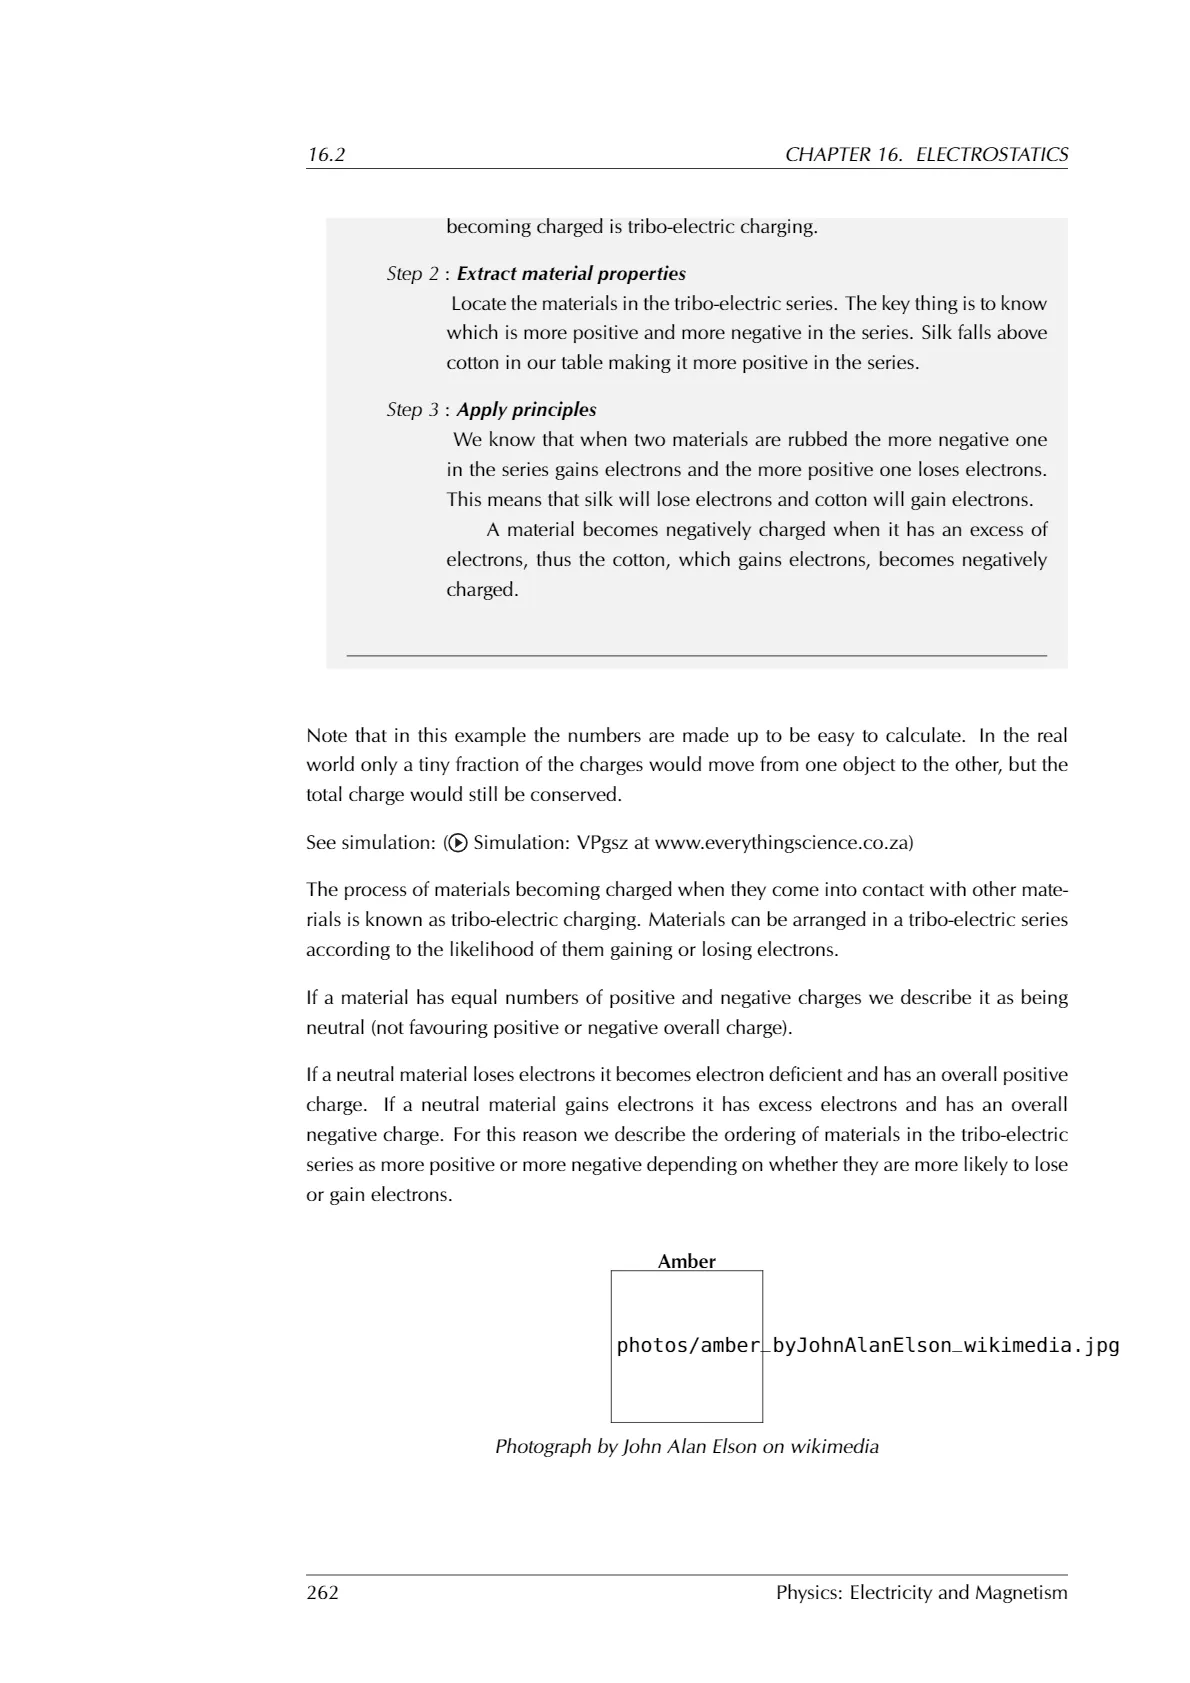 16.2 CHAPTER 16. ELECTROSTATICS
becoming charged is tribo-electric charging.
Step 2 : Extract material properties
Locate the materials in the tribo-electric series. The key thing is to know
which is more positive and more negative in the series. Silk falls above
cotton in our table making it more positive in the series.
Step 3 : Apply principles
We know that when two materials are rubbed the more negative one
in the series gains electrons and the more positive one loses electrons.
This means that silk will lose electrons and cotton will gain electrons.
A material becomes negatively charged when it has an excess of
electrons, thus the cotton, which gains electrons, becomes negatively
charged.
Note that in this example the numbers are made up to be easy to calculate. In the real
world only a tiny fraction of the charges would move from one object to the other, but the
total charge would still be conserved.
See simulation: ( Simulation: VPgsz at www.everythingscience.co.za)
The process of materials becoming charged when they come into contact with other mate-
rials is known as tribo-electric charging. Materials can be arranged in a tribo-electric series
according to the likelihood of them gaining or losing electrons.
If a material has equal numbers of positive and negative charges we describe it as being
neutral (not favouring positive or negative overall charge).
If a neutral material loses electrons it becomes electron deficient and has an overall positive
charge. If a neutral material gains electrons it has excess electrons and has an overall
negative charge. For this reason we describe the ordering of materials in the tribo-electric
series as more positive or more negative depending on whether they are more likely to lose
or gain electrons.
Amber
photos/amber_byJohnAlanElson_wikimedia.jpg
Photograph by John Alan Elson on wikimedia
262 Physics: Electricity and Magnetism